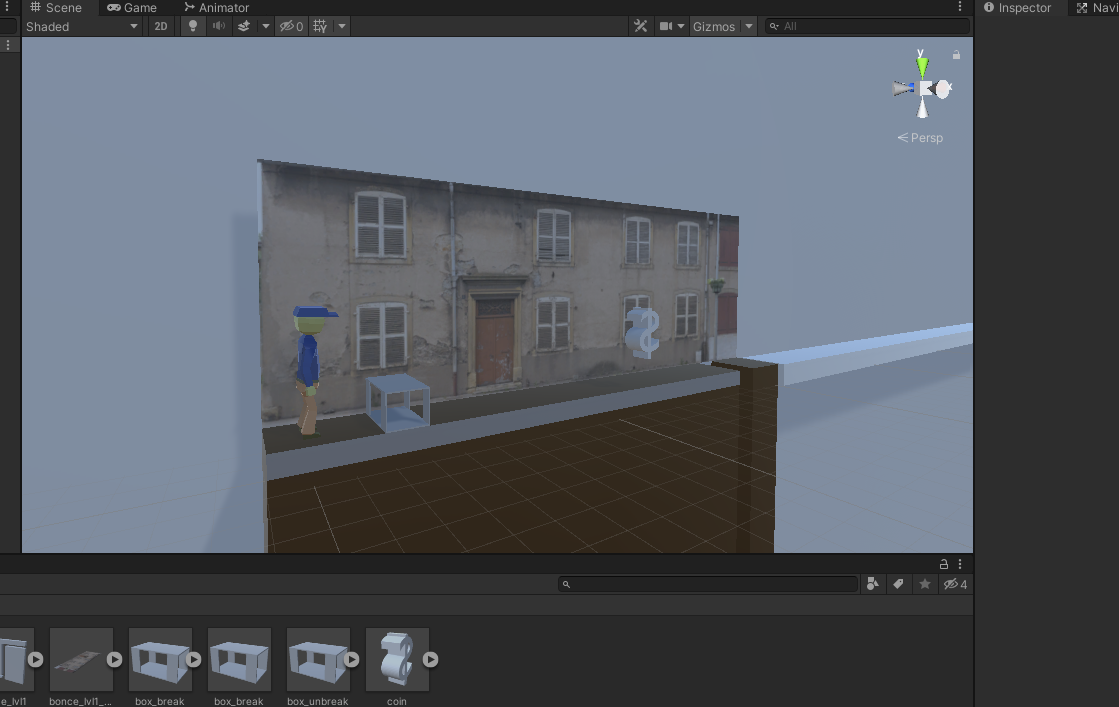 Scene Game Animator
Inspector Navi
Shaded 2D 0 Gizmos All
y
Persp
4
e_lvl1 bonce_lvl1_... box_break box_break box_unbreak coin